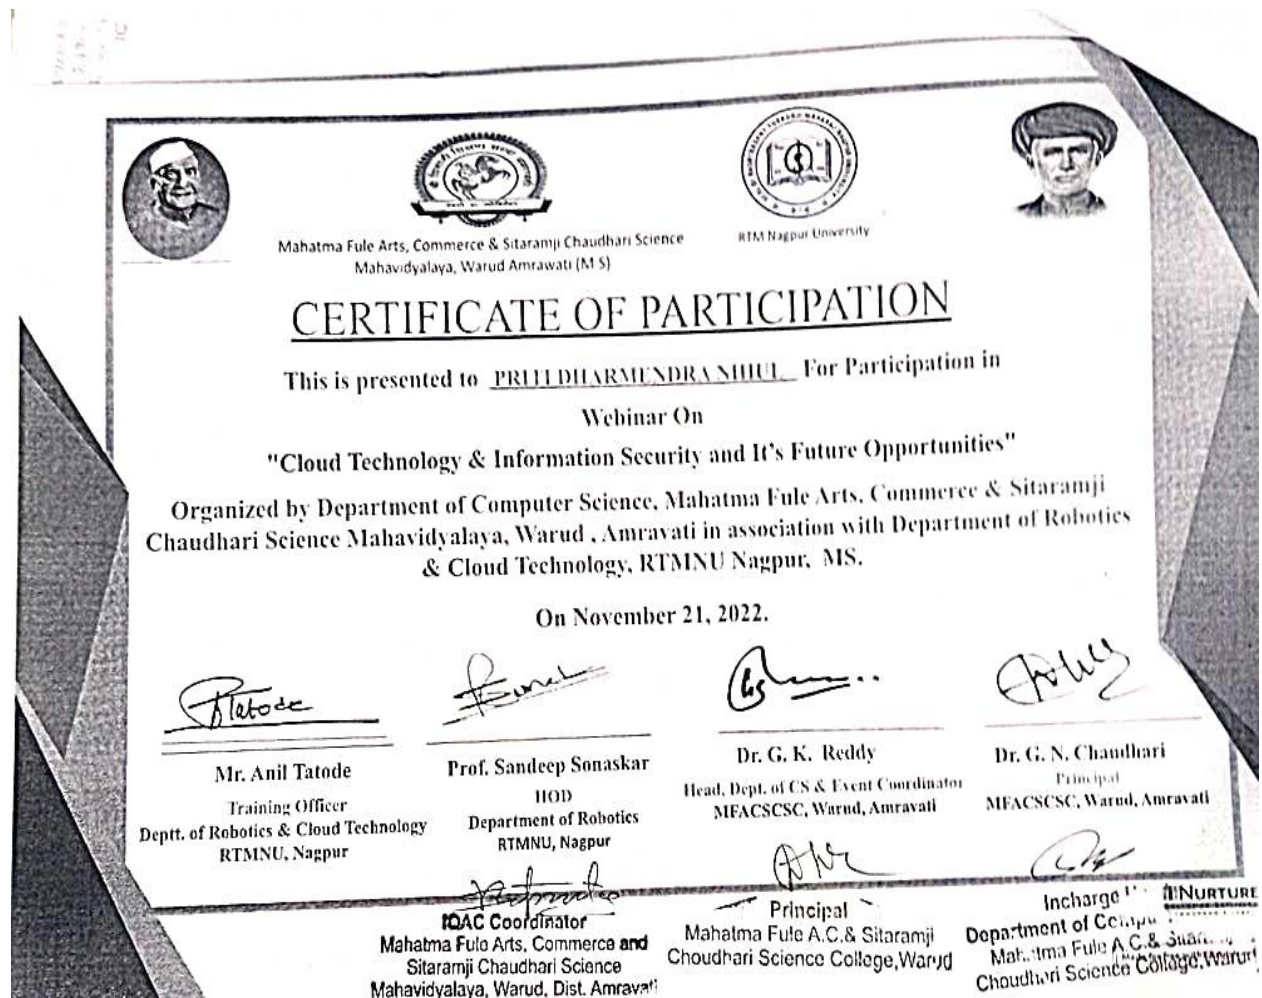 Mahatma Fule Arts, Commerce & Sitaramji Chaudhari Science
Mahavidyalaya, Warud Amrawati (M S)
RTM Nagpur University
CERTIFICATE OF PARTICIPATION
This is presented to DHARMENDRA For Participation in
Webinar On
"Cloud Technology & Information Security and It's Future Opportunities"
Organized by Department of Computer Science, Mahatma Fule Arts, Commerce & Sitaramji
Chaudhari Science Mahavidyalaya, Warud , Amravati in association with Department of Robotics
& Cloud Technology, RTMNU Nagpur, MS.
On November 21, 2022.
Tatode
Mr. Anil Tatode
Training Officer
Deptt. of Robotics & Cloud Technology
RTMNU, Nagpur
Prof. Sandeep Sonaskar
HOD
Department of Robotics
RTMNU, Nagpur
Dr. G. K. Reddy
Head, Dept. of CS & Event Coordinator
MFACSCSC, Warud, Amravati
Dr. G. N. Chaudhari
Principal
MFACSCSC, Warud, Amravati
IQAC Coordinator
Mahatma Fule Arts, Commerce and
Sitaramji Chaudhari Science
Mahavidyalaya, Warud, Dist. Amravati
Principal
Mahatma Fule A.C.& Sitaramji
Choudhari Science College,Warud
Incharge
NURTURE
Department of
Mahatma Fule A.C.&
Choudhari Science College,Warud